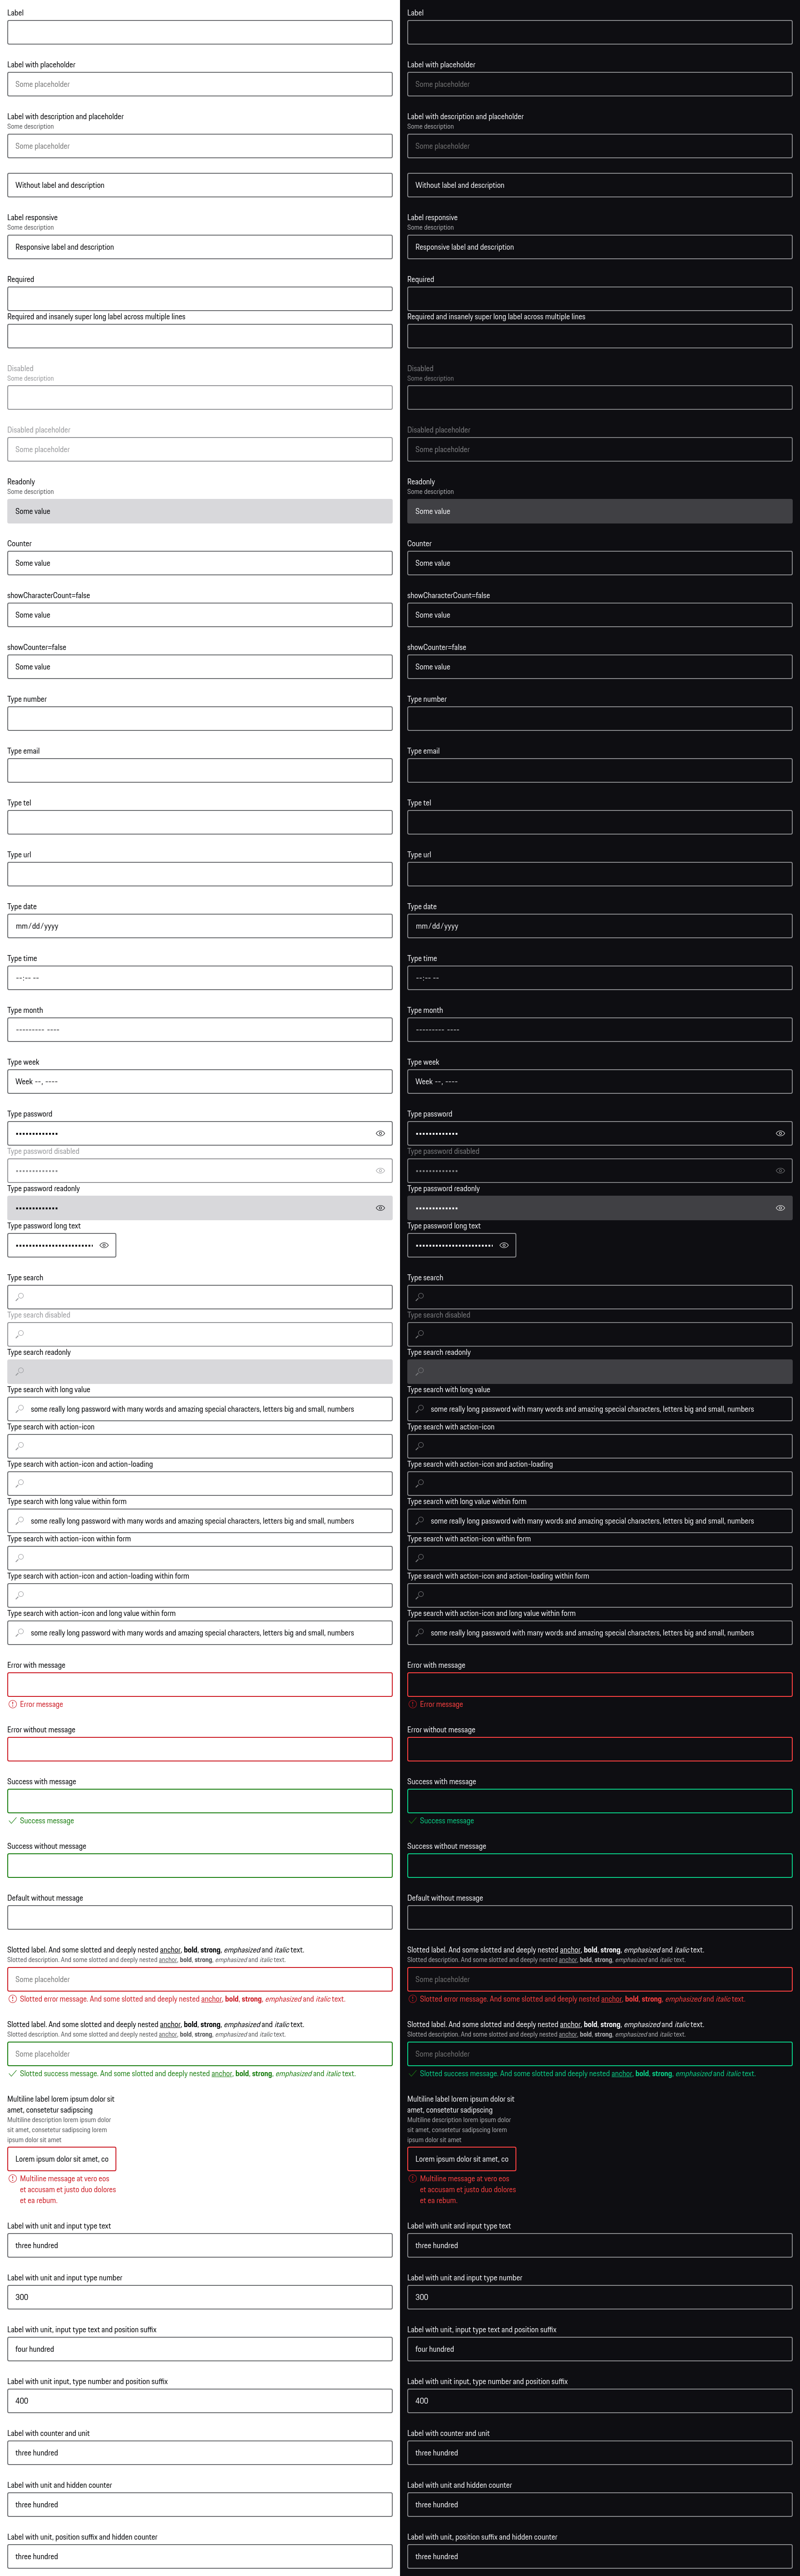 Label
Label with placeholder
Some placeholder
Label with description and placeholder
Some description
Some placeholder
Without label and description
Label responsive
Some description
Responsive label and description
Required
Required and insanely super long label across multiple lines
Disabled
Some description
Disabled placeholder
Some placeholder
Readonly
Some description
Some value
Counter
Some value
showCharacterCount=false
Some value
showCounter=false
Some value
Type number
Type email
Type tel
Type url
Type date
mm/dd/yyyy
Type time
--:-- --
Type month
--------- ----
Type week
Week --, ----
Type password
•••••••••••••
Type password disabled
•••••••••••••
Type password readonly
•••••••••••••
Type password long text
••••••••••••••••••••••••
Type search
Type search disabled
Type search readonly
Type search with long value
some really long password with many words and amazing special characters, letters big and small, numbers
Type search with action-icon
Type search with action-icon and action-loading
Type search with long value within form
some really long password with many words and amazing special characters, letters big and small, numbers
Type search with action-icon within form
Type search with action-icon and action-loading within form
Type search with action-icon and long value within form
some really long password with many words and amazing special characters, letters big and small, numbers
Error with message
Error message
Error without message
Success with message
Success message
Success without message
Default without message
Slotted label. And some slotted and deeply nested anchor, bold, strong, emphasized and italic text.
Slotted description. And some slotted and deeply nested anchor, bold, strong, emphasized and italic text.
Some placeholder
Slotted error message. And some slotted and deeply nested anchor, bold, strong, emphasized and italic text.
Slotted label. And some slotted and deeply nested anchor, bold, strong, emphasized and italic text.
Slotted description. And some slotted and deeply nested anchor, bold, strong, emphasized and italic text.
Some placeholder
Slotted success message. And some slotted and deeply nested anchor, bold, strong, emphasized and italic text.
Multiline label lorem ipsum dolor sit
amet, consetetur sadipscing
Multiline description lorem ipsum dolor
sit amet, consetetur sadipscing lorem
ipsum dolor sit amet
Lorem ipsum dolor sit amet, co
Multiline message at vero eos
et accusam et justo duo dolores
et ea rebum.
Label with unit and input type text
three hundred
Label with unit and input type number
300
Label with unit, input type text and position suffix
four hundred
Label with unit input, type number and position suffix
400
Label with counter and unit
three hundred
Label with unit and hidden counter
three hundred
Label with unit, position suffix and hidden counter
three hundred
Label
Label with placeholder
Some placeholder
Label with description and placeholder
Some description
Some placeholder
Without label and description
Label responsive
Some description
Responsive label and description
Required
Required and insanely super long label across multiple lines
Disabled
Some description
Disabled placeholder
Some placeholder
Readonly
Some description
Some value
Counter
Some value
showCharacterCount=false
Some value
showCounter=false
Some value
Type number
Type email
Type tel
Type url
Type date
mm/dd/yyyy
Type time
--:-- --
Type month
--------- ----
Type week
Week --, ----
Type password
•••••••••••••
Type password disabled
•••••••••••••
Type password readonly
•••••••••••••
Type password long text
••••••••••••••••••••••••
Type search
Type search disabled
Type search readonly
Type search with long value
some really long password with many words and amazing special characters, letters big and small, numbers
Type search with action-icon
Type search with action-icon and action-loading
Type search with long value within form
some really long password with many words and amazing special characters, letters big and small, numbers
Type search with action-icon within form
Type search with action-icon and action-loading within form
Type search with action-icon and long value within form
some really long password with many words and amazing special characters, letters big and small, numbers
Error with message
Error message
Error without message
Success with message
Success message
Success without message
Default without message
Slotted label. And some slotted and deeply nested anchor, bold, strong, emphasized and italic text.
Slotted description. And some slotted and deeply nested anchor, bold, strong, emphasized and italic text.
Some placeholder
Slotted error message. And some slotted and deeply nested anchor, bold, strong, emphasized and italic text.
Slotted label. And some slotted and deeply nested anchor, bold, strong, emphasized and italic text.
Slotted description. And some slotted and deeply nested anchor, bold, strong, emphasized and italic text.
Some placeholder
Slotted success message. And some slotted and deeply nested anchor, bold, strong, emphasized and italic text.
Multiline label lorem ipsum dolor sit
amet, consetetur sadipscing
Multiline description lorem ipsum dolor
sit amet, consetetur sadipscing lorem
ipsum dolor sit amet
Lorem ipsum dolor sit amet, co
Multiline message at vero eos
et accusam et justo duo dolores
et ea rebum.
Label with unit and input type text
three hundred
Label with unit and input type number
300
Label with unit, input type text and position suffix
four hundred
Label with unit input, type number and position suffix
400
Label with counter and unit
three hundred
Label with unit and hidden counter
three hundred
Label with unit, position suffix and hidden counter
three hundred